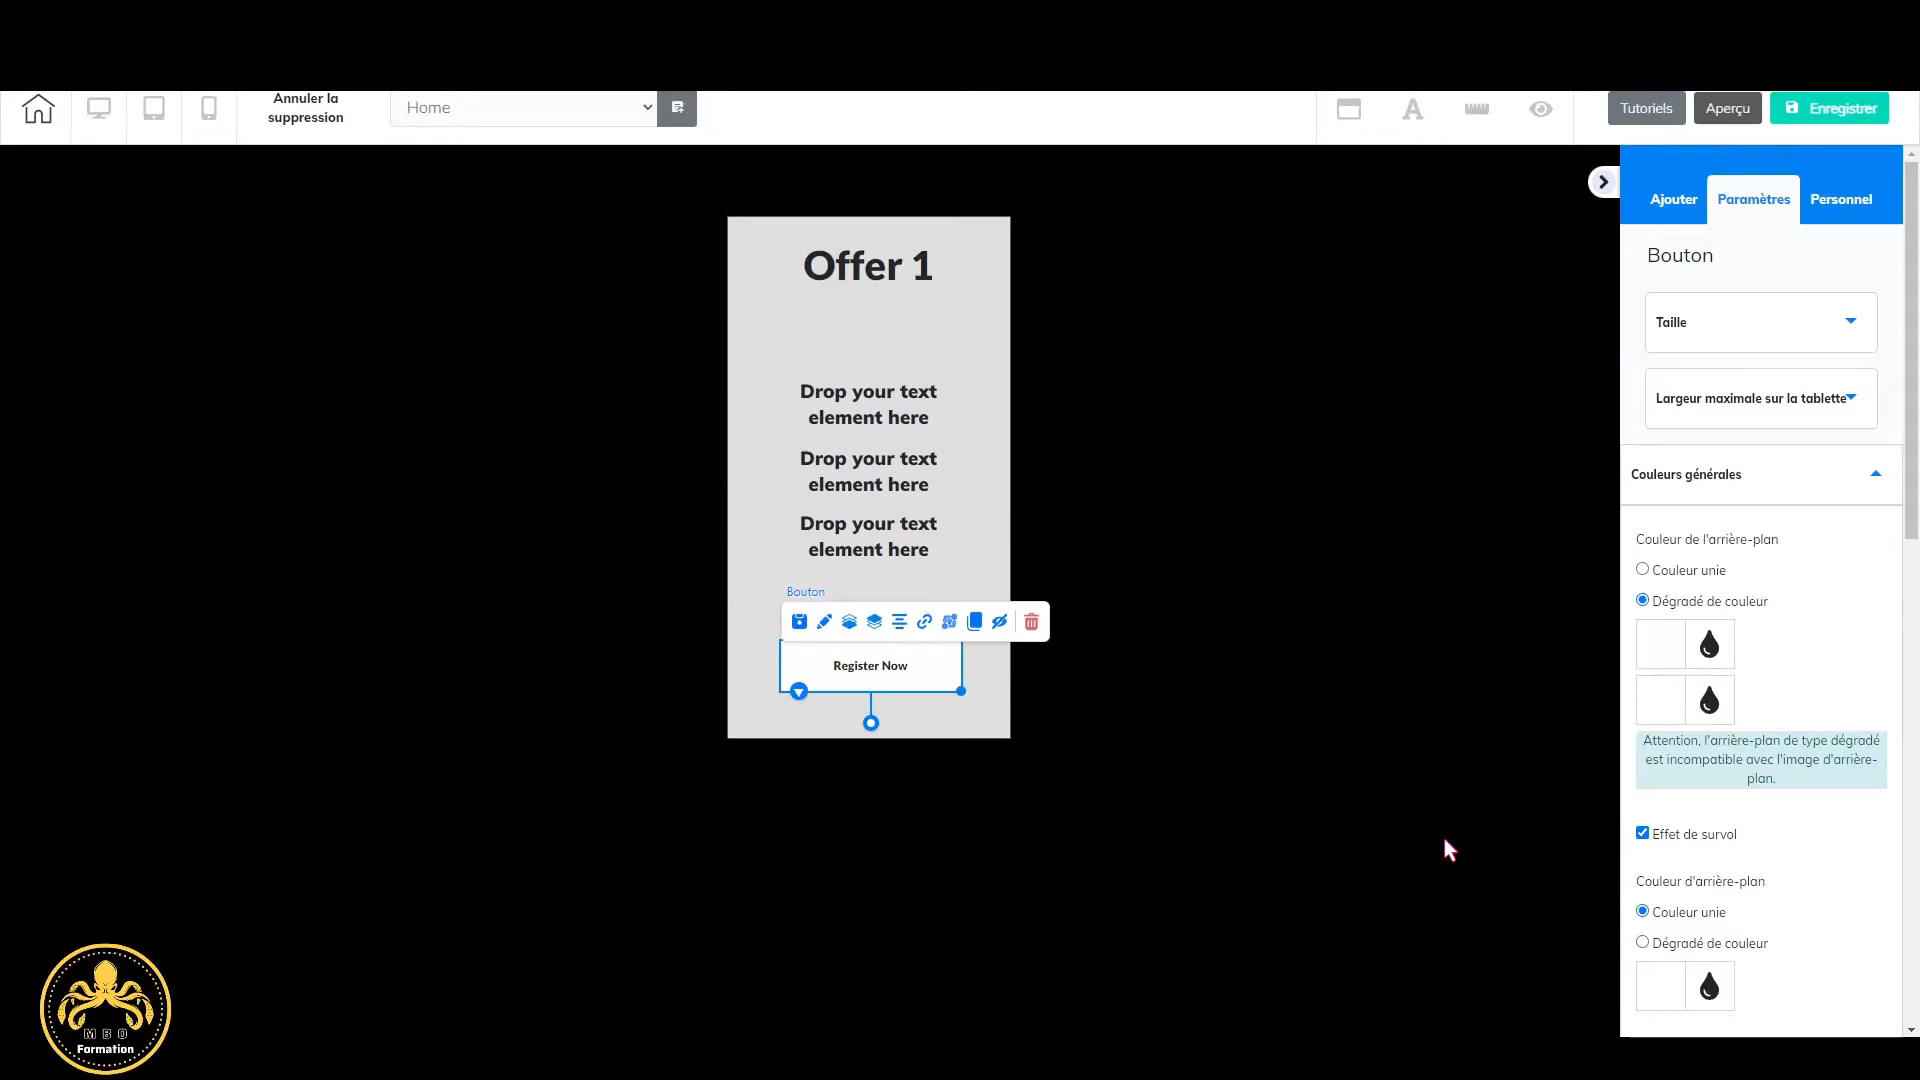 Annuler la
suppression
Home
Tutoriels
Aperçu
Enregistrer
Ajouter
Paramètres
Personnel
Bouton
Taille
Largeur maximale sur la tablette
Couleurs générales
Couleur de l'arrière-plan
Couleur unie
Dégradé de couleur
Attention, l'arrière-plan de type dégradé
est incompatible avec l'image d'arrière-
plan.
Effet de survol
Couleur d'arrière-plan
Couleur unie
Dégradé de couleur
Offer 1
Drop your text
element here
Drop your text
element here
Drop your text
element here
Bouton
Register Now
MBO
Formation